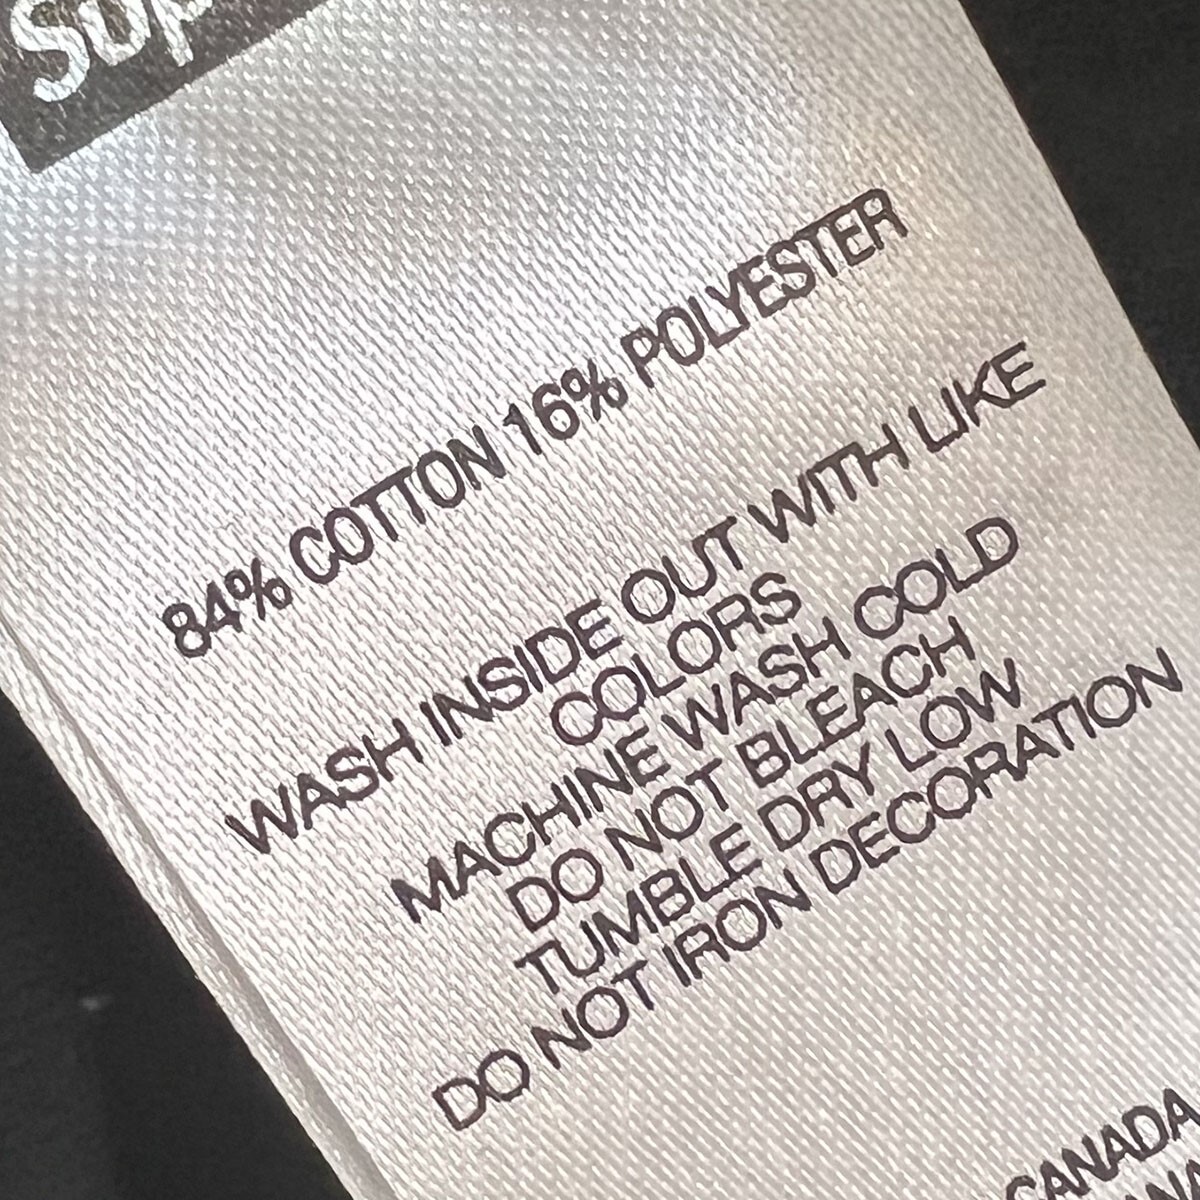 Sup
84% COTTON 16% POLYESTER
WASH INSIDE OUT WITH LIKE
COLORS
MACHINE WASH COLD
DO NOT BLEACH
TUMBLE DRY LOW
DO NOT IRON DECORATION
CANADA